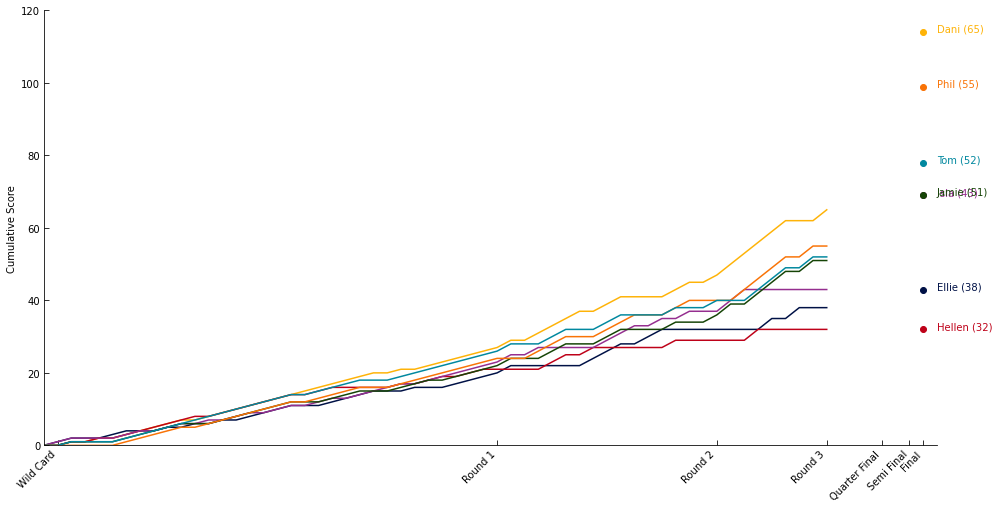 120
100
80
60
40
20
0
Cumulative Score
Dani (65)
Phil (55)
Tom (52)
Jamie (51)
Ellie (38)
Hellen (32)
Wild Card
Round 1
Round 2
Round 3
Quarter Final
Semi Final
Final